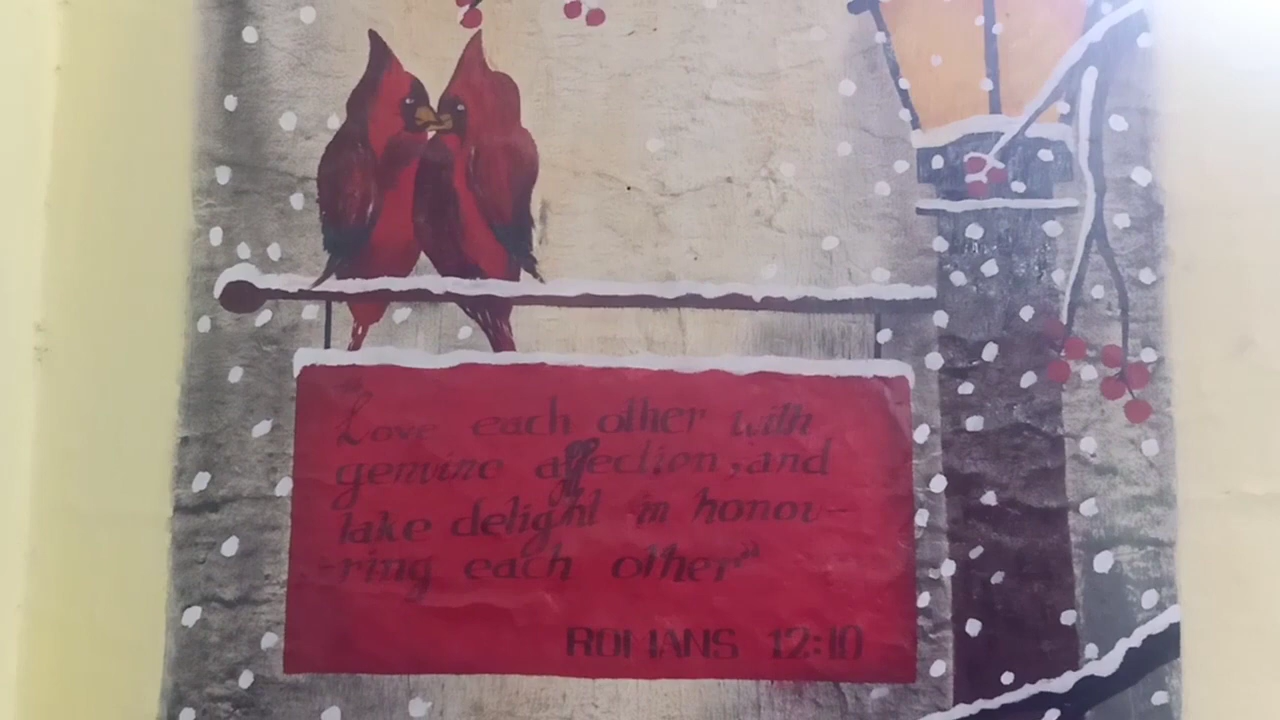 Love each other with
genuine affection, and
take delight in honou-
-ring each other"
ROMANS 12:10